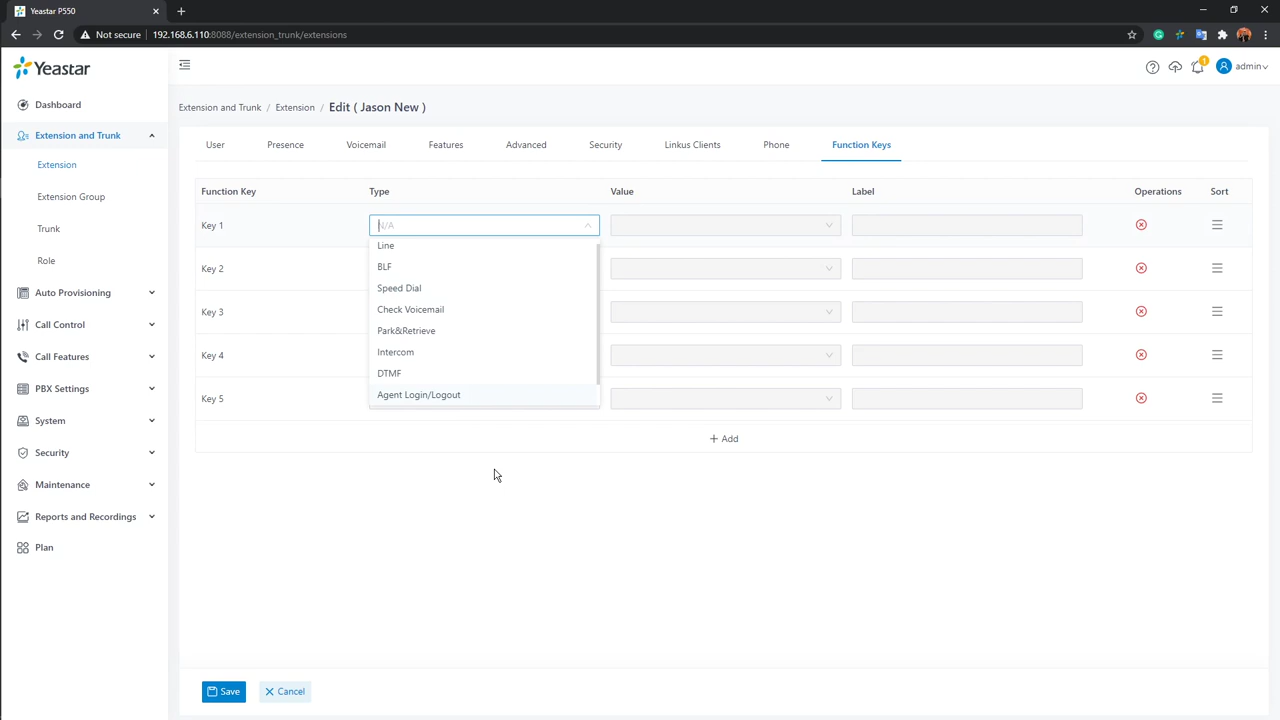 Yeastar P550
Not secure 192.168.6.110:8088/extension_trunk/extensions
Yeastar
1
admin
Dashboard
Extension and Trunk
Extension
Extension Group
Trunk
Role
Auto Provisioning
Call Control
Call Features
PBX Settings
System
Security
Maintenance
Reports and Recordings
Plan
Extension and Trunk / Extension / Edit ( Jason New )
User Presence Voicemail Features Advanced Security Linkus Clients Phone Function Keys
Function Key Type Value Label Operations Sort
Key 1 N/A
Line
BLF
Key 2
Speed Dial
Check Voicemail
Key 3
Park&Retrieve
Intercom
Key 4
DTMF
Agent Login/Logout
Key 5
+ Add
Save Cancel